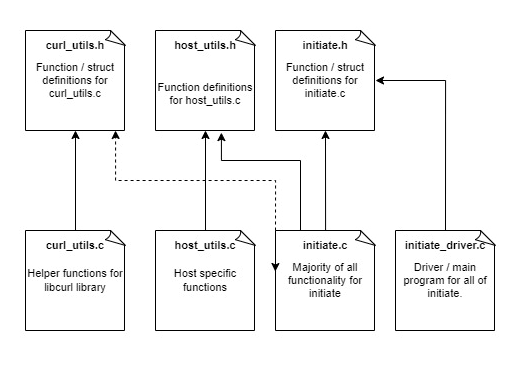 curl_utils.h
Function / struct
definitions for
curl_utils.c
host_utils.h
Function definitions
for host_utils.c
initiate.h
Function / struct
definitions for
initiate.c
curl_utils.c
Helper functions for
libcurl library
host_utils.c
Host specific
functions
initiate.c
Majority of all
functionality for
initiate
initiate_driver.c
Driver / main
program for all of
initiate.